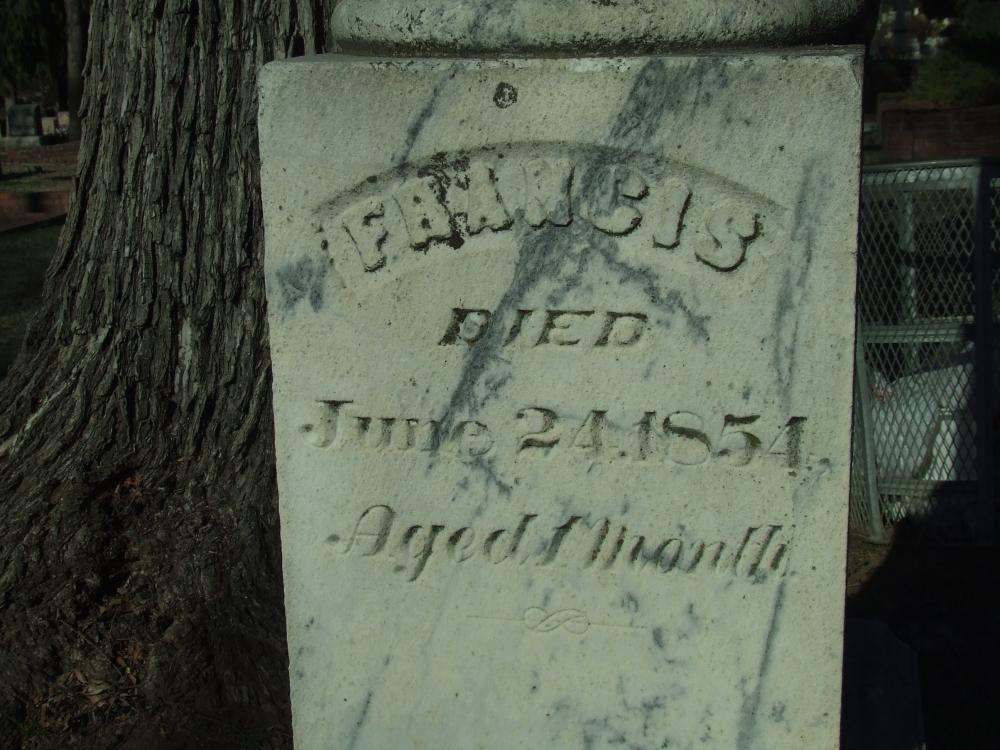 FRANCIS
DIED
June 24.1854.
Aged, 1 Month